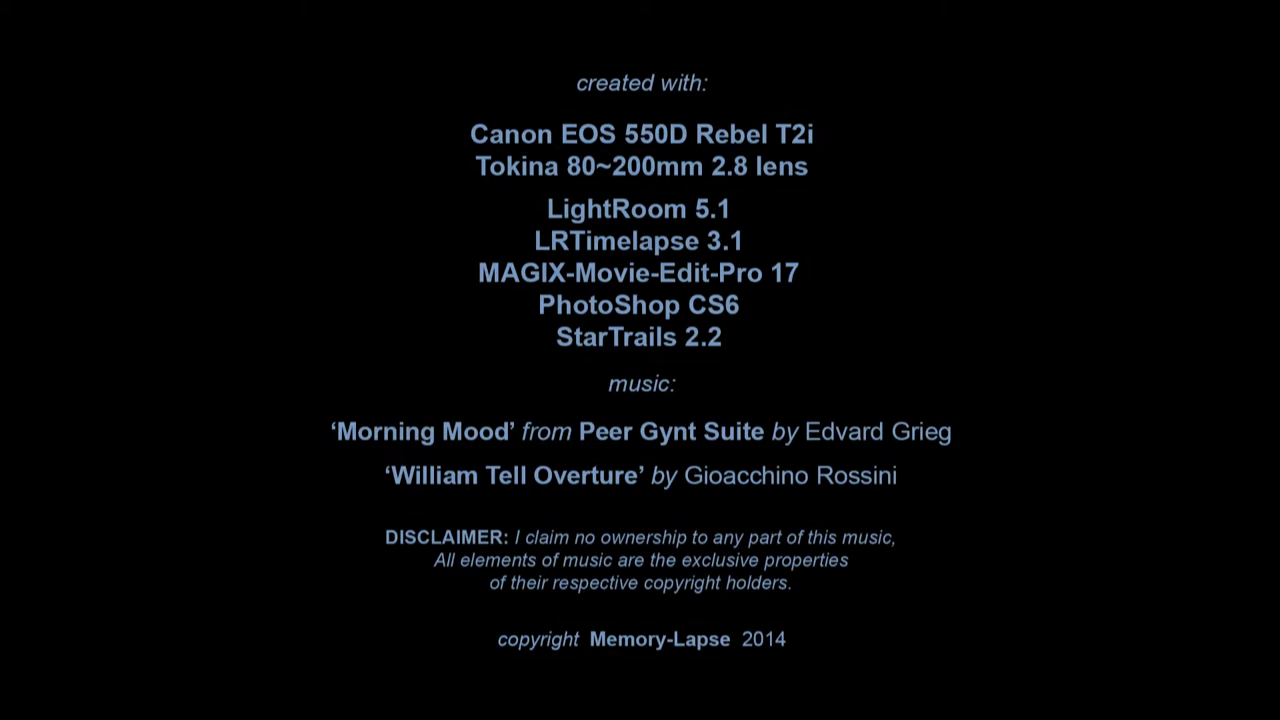 created with:
Canon EOS 550D Rebel T2i
Tokina 80~200mm 2.8 lens
LightRoom 5.1
LRTimelapse 3.1
MAGIX-Movie-Edit-Pro 17
PhotoShop CS6
StarTrails 2.2
music:
‘Morning Mood’ from Peer Gynt Suite by Edvard Grieg
‘William Tell Overture’ by Gioacchino Rossini
DISCLAIMER: I claim no ownership to any part of this music,
All elements of music are the exclusive properties
of their respective copyright holders.
copyright Memory-Lapse 2014